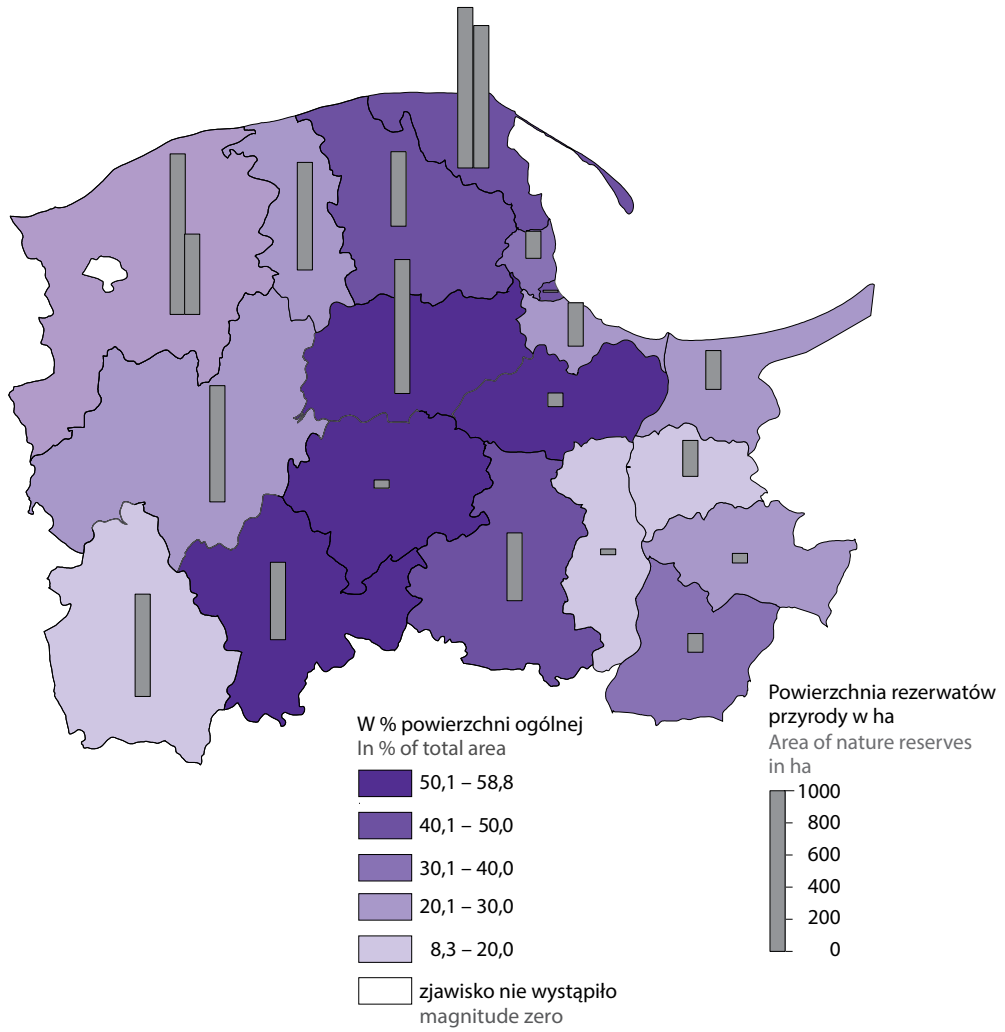 W % powierzchni ogólnej
In % of total area
50,1 – 58,8
40,1 – 50,0
30,1 – 40,0
20,1 – 30,0
8,3 – 20,0
zjawisko nie wystąpiło
magnitude zero
Powierzchnia rezerwatów
przyrody w ha
Area of nature reserves
in ha
1000
800
600
400
200
0